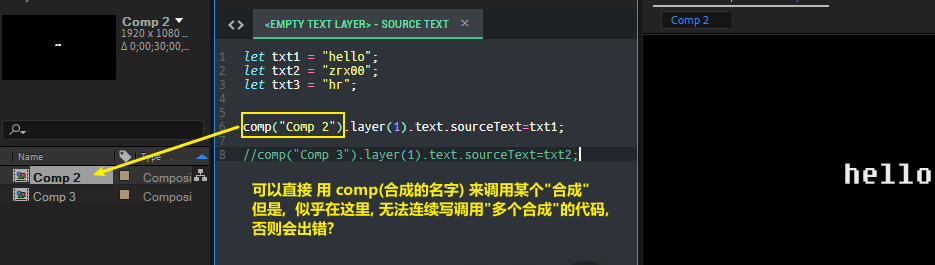 Comp 2
1920 x 1080 ...
Δ 0;00;30;00,...
Name
Type
Comp 2
Composi
Comp 3
Composi
<EMPTY TEXT LAYER> - SOURCE TEXT
1 let txt1 = "hello";
2 let txt2 = "zrx00";
3 let txt3 = "hr";
4
5
6 comp("Comp 2").layer(1).text.sourceText=txt1;
7
8 //comp("Comp 3").layer(1).text.sourceText=txt2;
可以直接 用 comp(合成的名字) 来调用某个"合成"
但是, 似乎在这里, 无法连续写调用"多个合成"的代码,
否则会出错?
Comp 2
hello